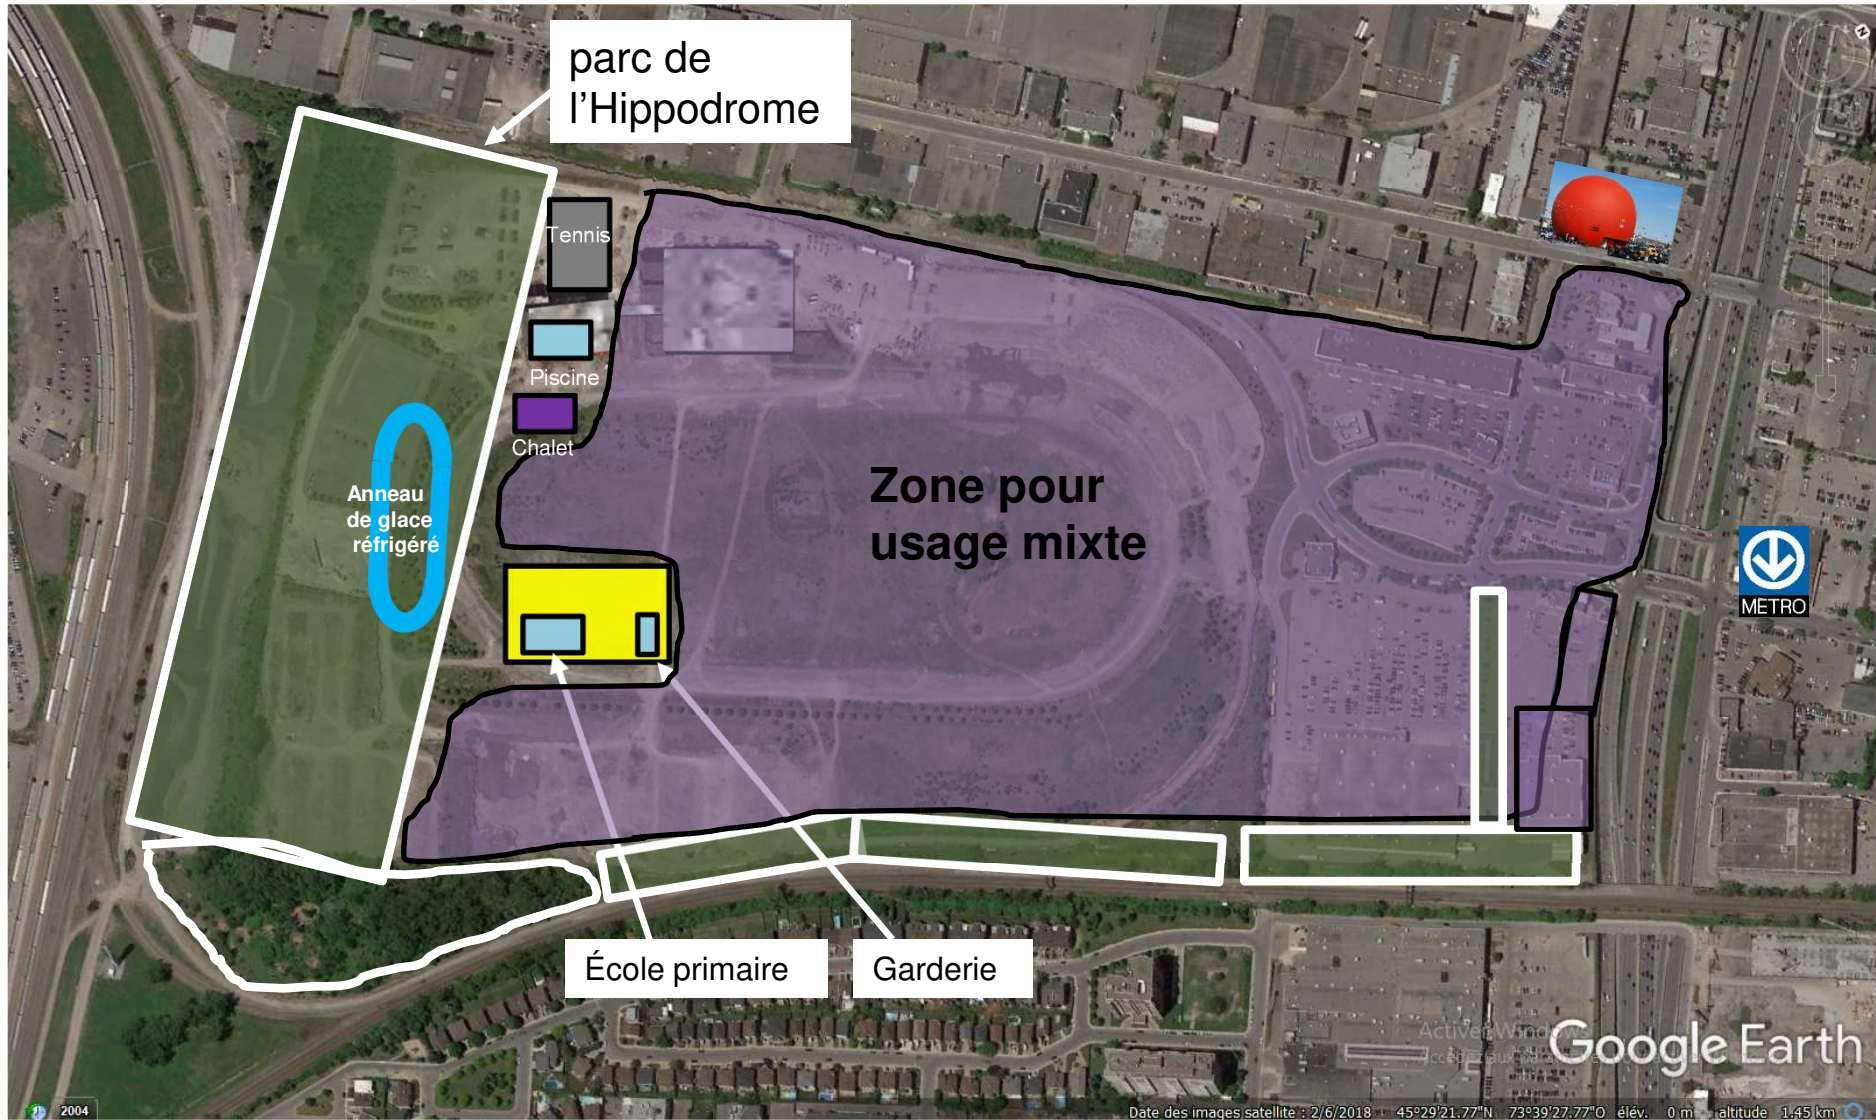 parc de
l'Hippodrome
Tennis
Piscine
Chalet
Anneau
de glace
réfrigéré
Zone pour
usage mixte
METRO
École primaire
Garderie
Activer Windows
Google Earth
2004
Date des images satellite : 2/6/2018 45°29'21.77"N 73°39'27.77"O élév. 0 m altitude 1.45 km